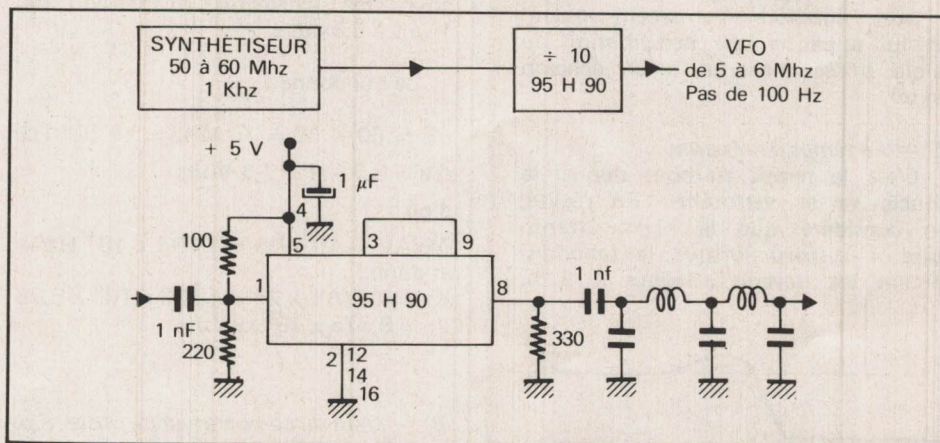 SYNTHÉTISEUR
50 à 60 Mhz
1 Khz
÷ 10
95 H 90
VFO
de 5 à 6 Mhz
Pas de 100 Hz
+ 5 V
1 µF
4
5
100
3
9
1
95 H 90
8
1 nF
220
1 nf
330
2
12
14
16